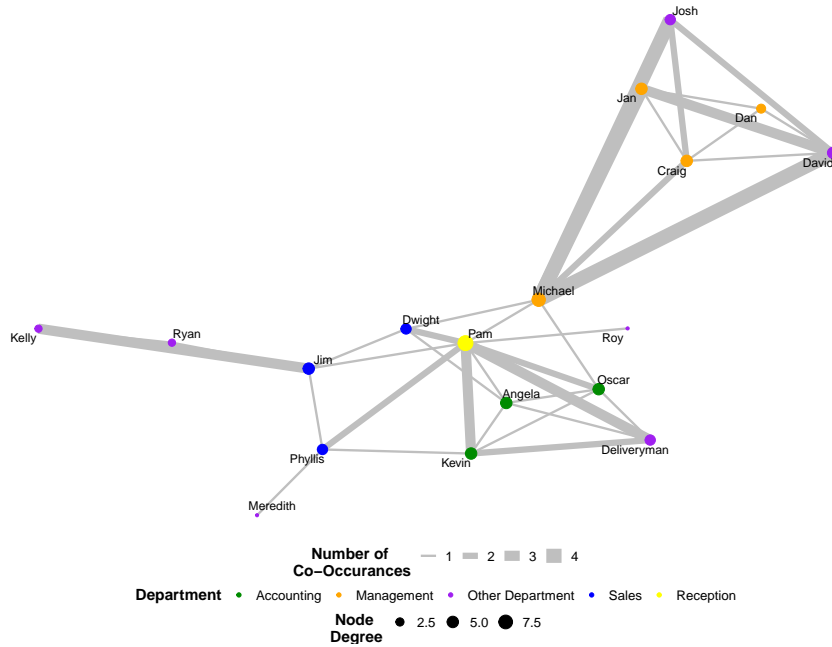 Josh
Jan
Dan
David
Craig
Michael
Dwight
Pam
Kelly
Ryan
Roy
Jim
Oscar
Angela
Phyllis
Kevin
Deliveryman
Meredith
Number of
Co−Occurances
1 2 3 4
Department Accounting Management Other Department Sales Reception
Node
Degree
2.5 5.0 7.5